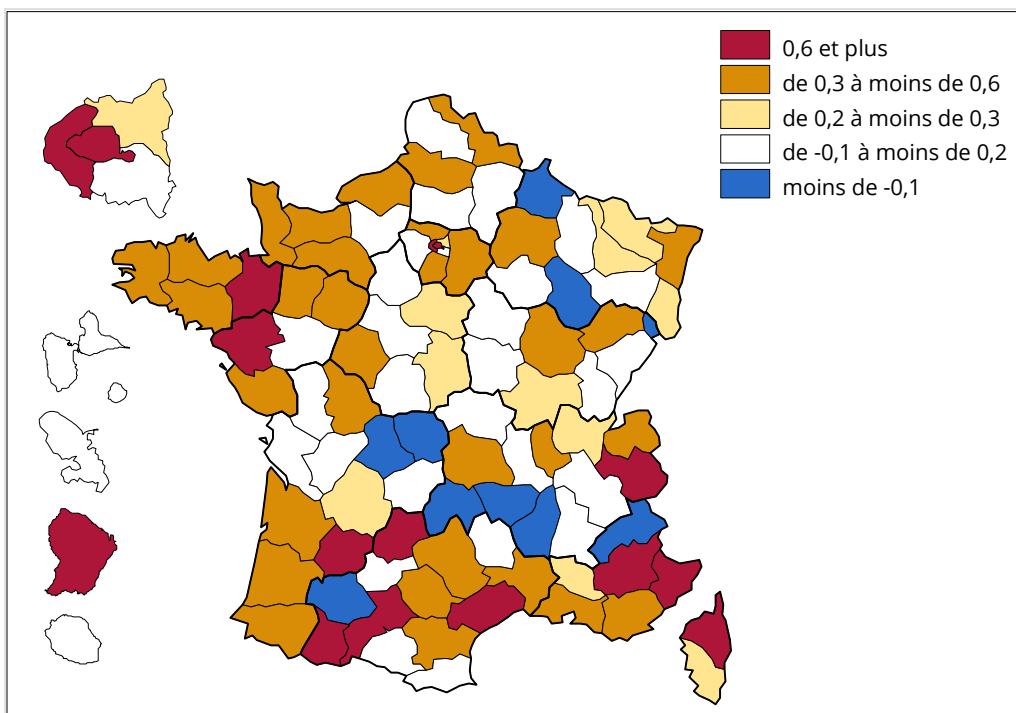 0,6 et plus
de 0,3 à moins de 0,6
de 0,2 à moins de 0,3
de -0,1 à moins de 0,2
moins de -0,1